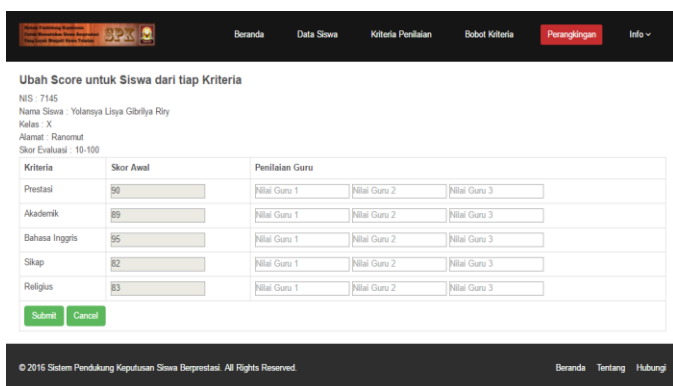 Sistem Pendukung Keputusan
SPK
Beranda Data Siswa Kriteria Penilaian Bobot Kriteria Perangkingan Info
Ubah Score untuk Siswa dari tiap Kriteria
NIS : 7145
Nama Siswa : Yolansya Lisya Gibrilya Riry
Kelas : X
Alamat : Ranomut
Skor Evaluasi : 10-100
Kriteria Skor Awal Penilaian Guru
Prestasi 90 Nilai Guru 1 Nilai Guru 2 Nilai Guru 3
Akademik 89 Nilai Guru 1 Nilai Guru 2 Nilai Guru 3
Bahasa Inggris 95 Nilai Guru 1 Nilai Guru 2 Nilai Guru 3
Sikap 82 Nilai Guru 1 Nilai Guru 2 Nilai Guru 3
Religius 83 Nilai Guru 1 Nilai Guru 2 Nilai Guru 3
Submit Cancel
© 2016 Sistem Pendukung Keputusan Siswa Berprestasi. All Rights Reserved. Beranda Tentang Hubungi